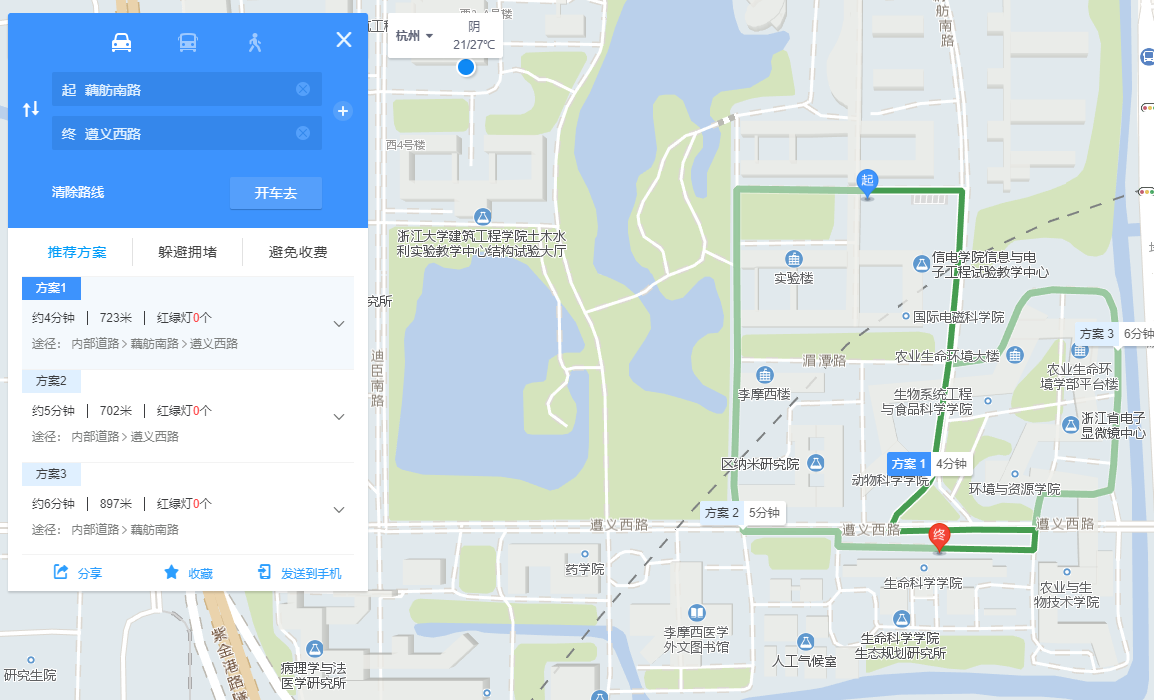 起 藕舫南路
终 遵义西路
清除路线
开车去
推荐方案
躲避拥堵
避免收费
方案1
约4分钟 | 723米 | 红绿灯0个
途径: 内部道路 > 藕舫南路 > 遵义西路
方案2
约5分钟 | 702米 | 红绿灯0个
途径: 内部道路 > 遵义西路
方案3
约6分钟 | 897米 | 红绿灯0个
途径: 内部道路 > 藕舫南路
分享
收藏
发送到手机
杭州
阴
21/27℃
西4号楼
浙江大学建筑工程学院土木水
利实验教学中心结构试验大厅
究所
迪臣南路
舫南路
起
实验楼
信电学院信息与电
子工程试验教学中心
国际电磁科学院
湄潭路
农业生命环境大楼
方案 3 6分钟
农业生命环
境学部平台楼
李摩西楼
生物系统工程
与食品科学学院
浙江省电子
显微镜中心
区纳米研究院
方案 1 4分钟
动物科学学院
环境与资源学院
方案 2 5分钟
遵义西路
遵义西路
遵义西路
终
药学院
生命科学学院
农业与生
物技术学院
李摩西医学
外文图书馆
生命科学学院
生态规划研究所
人工气候室
紫金港路隧
病理学与法
医学研究所
研究生院